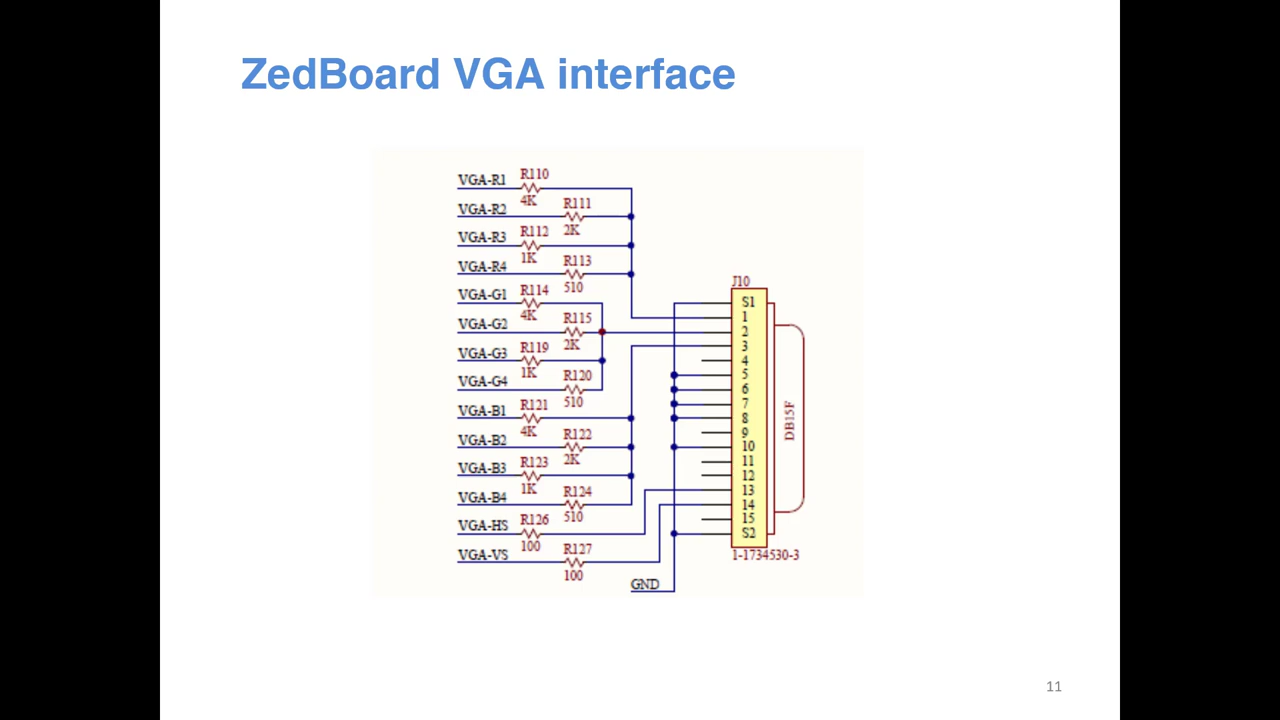 ZedBoard VGA interface
VGA-R1 R110 4K
VGA-R2 R111 2K
VGA-R3 R112 1K
VGA-R4 R113 510
VGA-G1 R114 4K
VGA-G2 R115 2K
VGA-G3 R119 1K
VGA-G4 R120 510
VGA-B1 R121 4K
VGA-B2 R122 2K
VGA-B3 R123 1K
VGA-B4 R124 510
VGA-HS R126 100
VGA-VS R127 100
GND
J10
S1
1
2
3
4
5
6
7
8
9
10
11
12
13
14
15
S2
DB15F
1-1734530-3
11